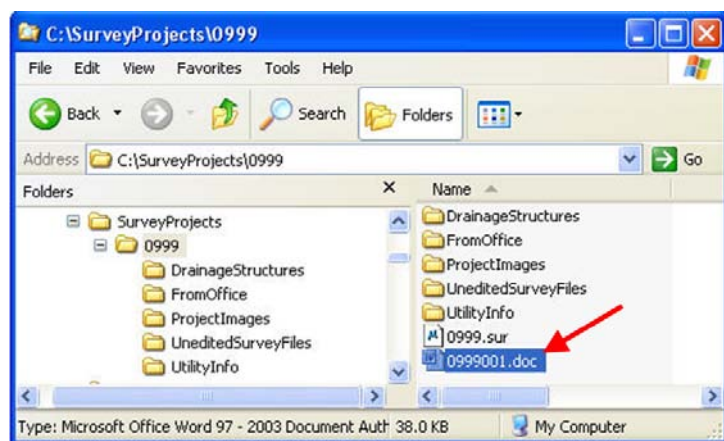 C:\SurveyProjects\0999
File Edit View Favorites Tools Help
Back Search Folders
Address C:\SurveyProjects\0999 Go
Folders
SurveyProjects
0999
DrainageStructures
FromOffice
ProjectImages
UneditedSurveyFiles
UtilityInfo
Name
DrainageStructures
FromOffice
ProjectImages
UneditedSurveyFiles
UtilityInfo
0999.sur
0999001.doc
Type: Microsoft Office Word 97 - 2003 Document Auth 38.0 KB My Computer